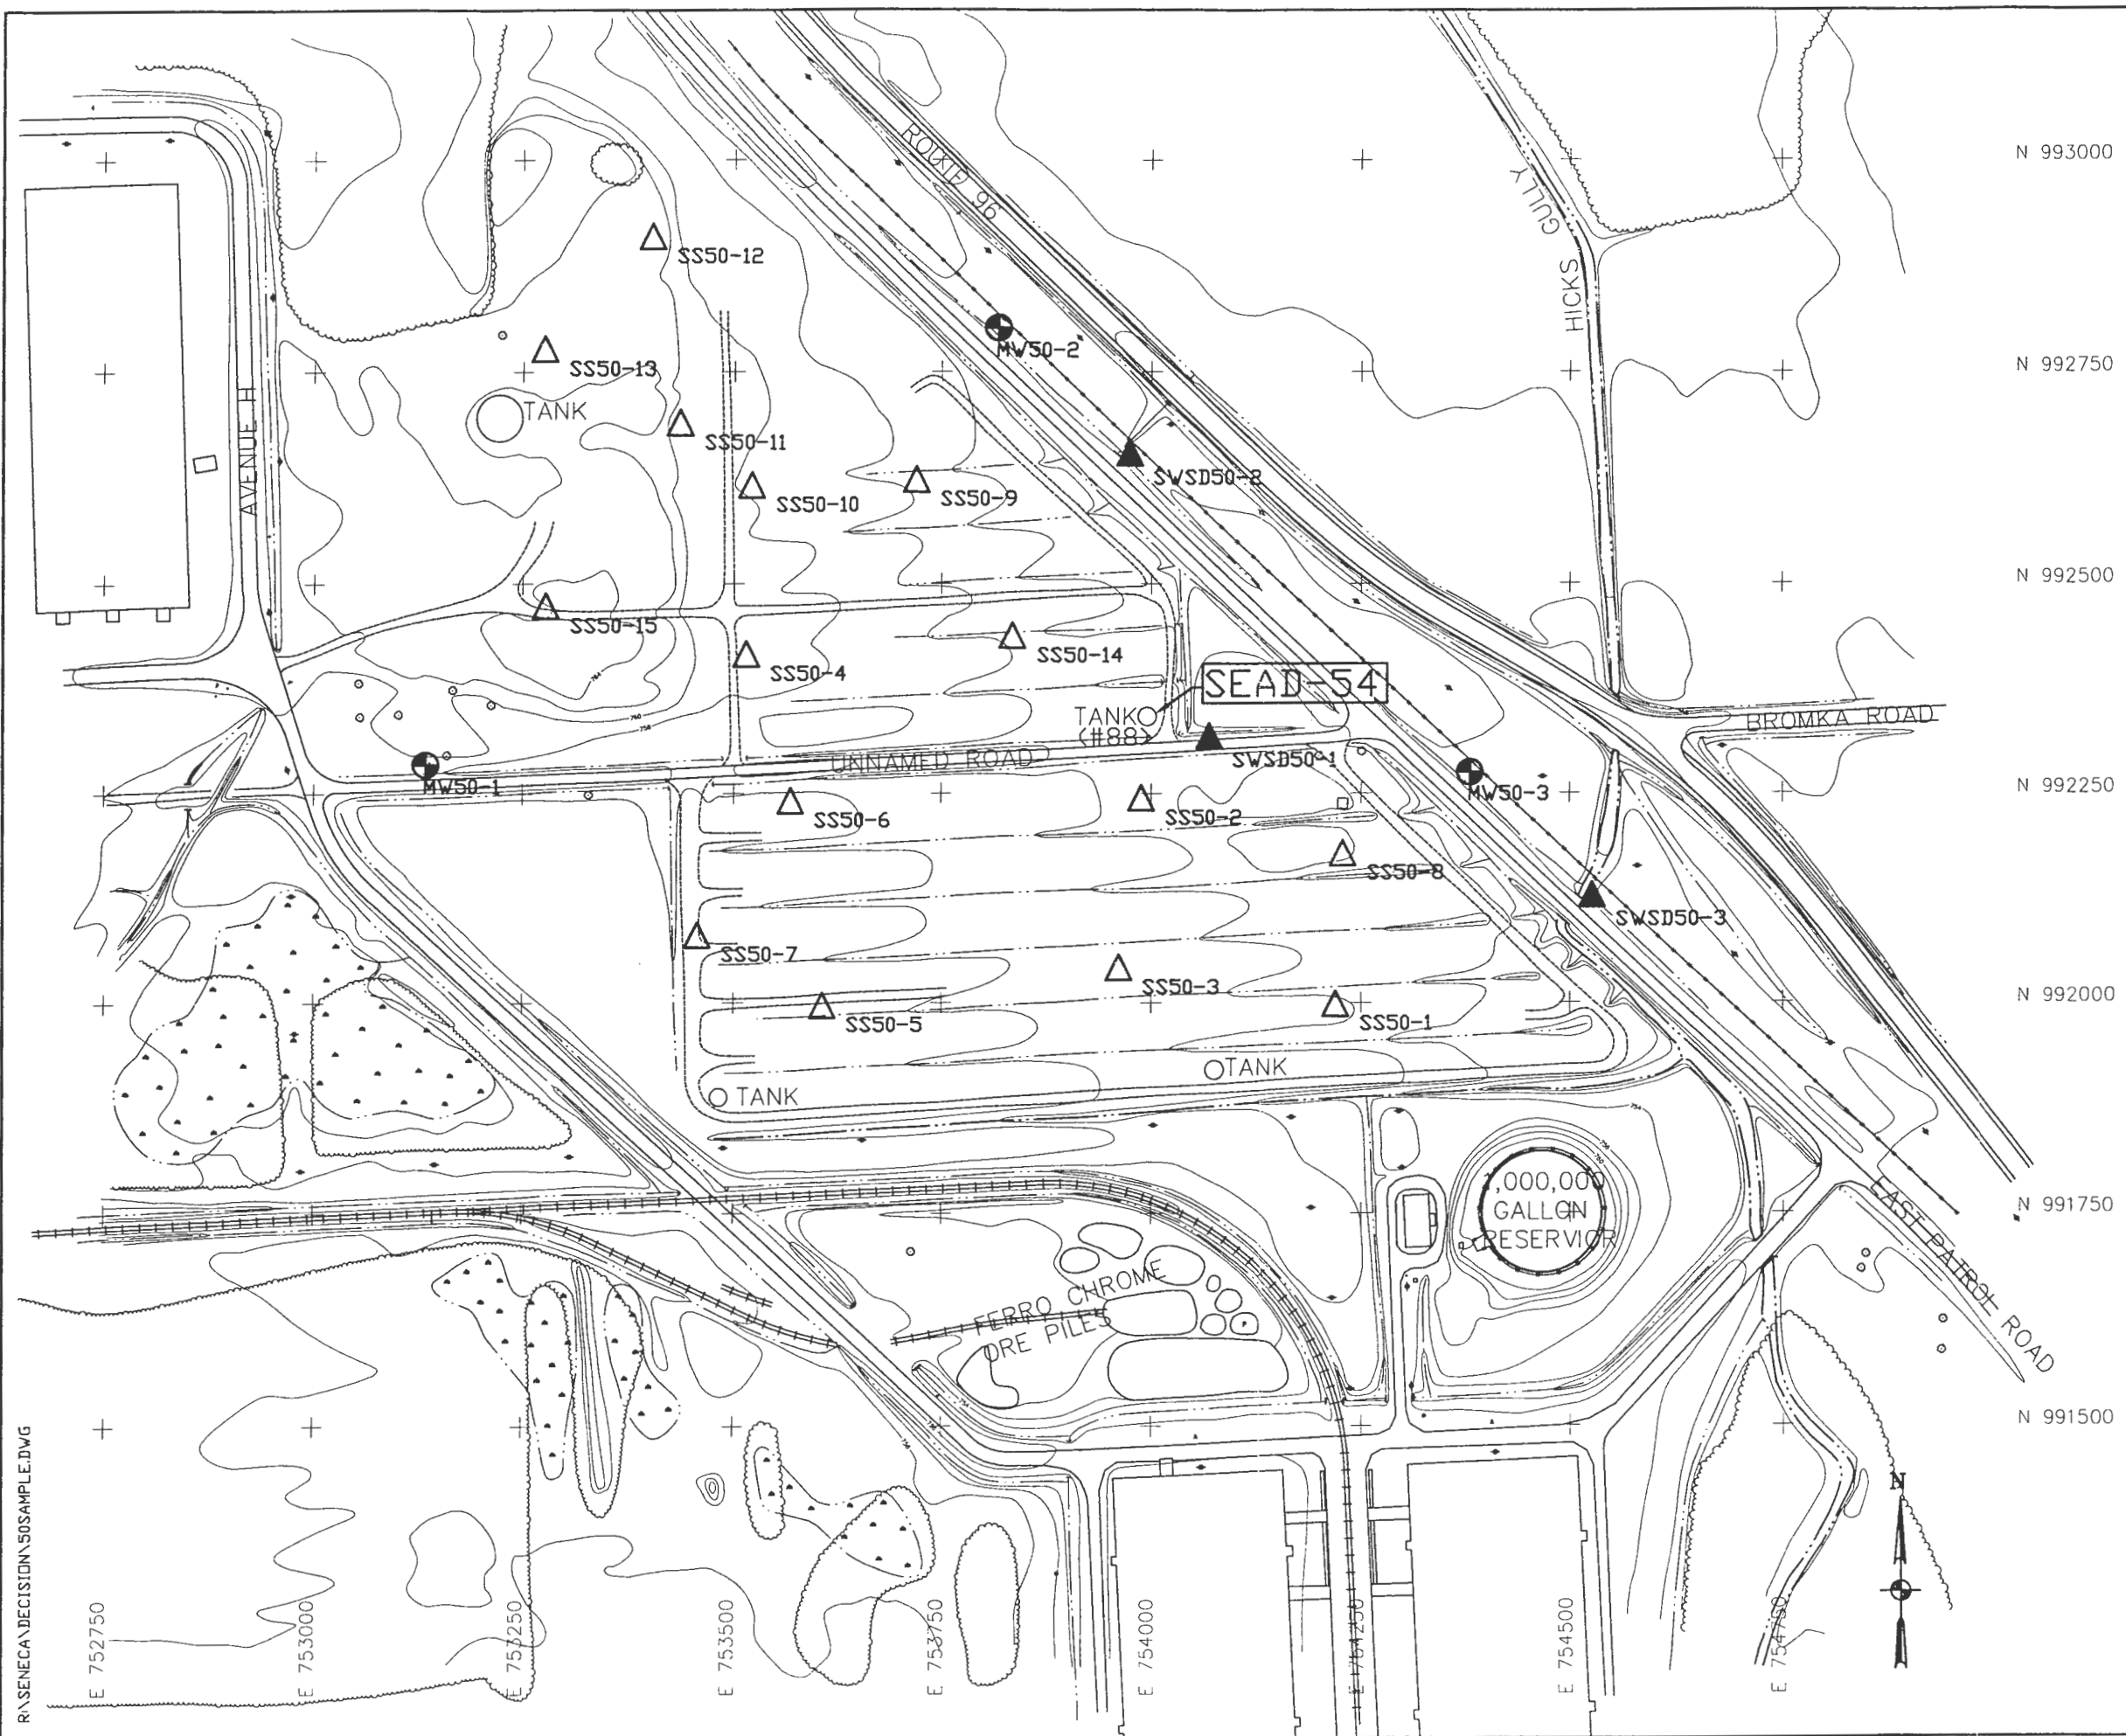 N 993000
ROUTE 96
GULLY
HICKS
SS50-12
MW50-2
N 992750
SS50-13
TANK
AVENUE H
SS50-11
SWSD50-2
SS50-10
SS50-9
N 992500
SS50-15
SS50-14
SS50-4
SEAD-54
TANK
(#88)
BROMKA ROAD
UNNAMED ROAD
SWSD50-1
MW50-1
MW50-3
N 992250
SS50-6
SS50-2
SS50-8
SWSD50-3
SS50-7
SS50-3
N 992000
SS50-5
SS50-1
TANK
TANK
1,000,000
GALLON
RESERVIOR
N 991750
EAST PATROL ROAD
FERRO CHROME
ORE PILES
N 991500
N
R:\SENECA\DECISION\50SAMPLE.DWG
E 752750
E 753000
E 753250
E 753500
E 753750
E 754000
E 754250
E 754500
E 754750